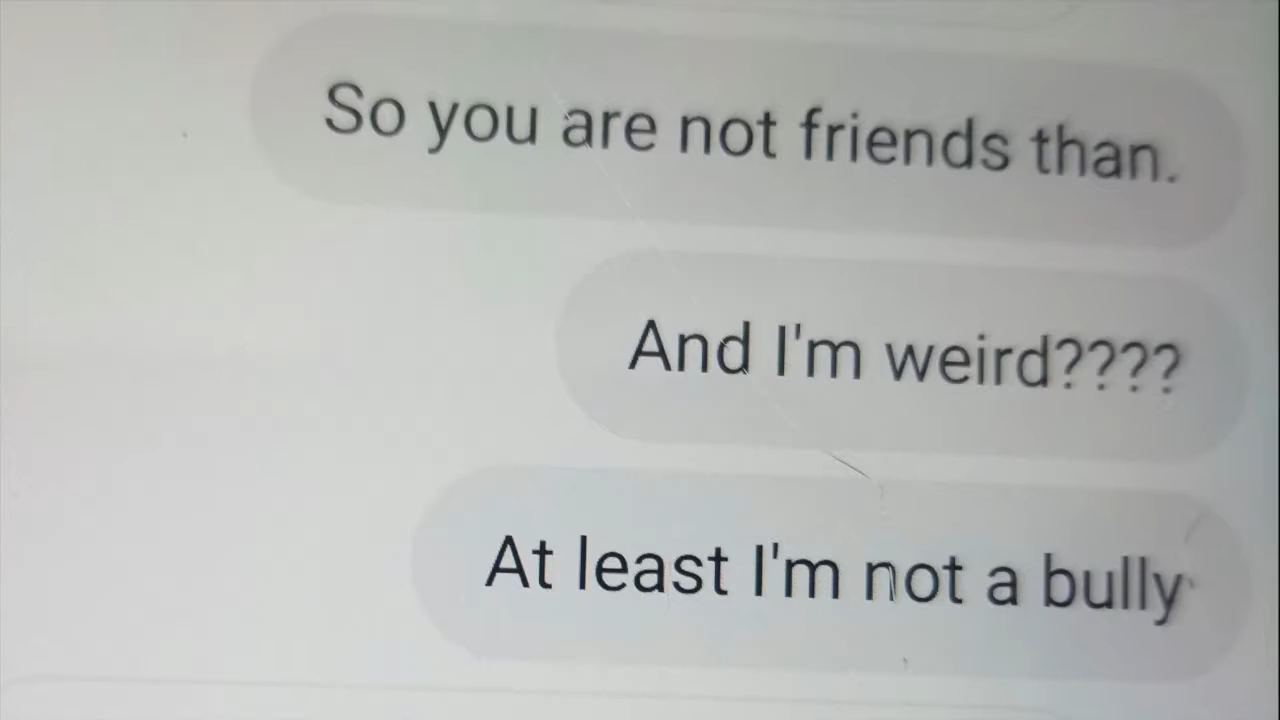 So you are not friends than.
And I'm weird????
At least I'm not a bully